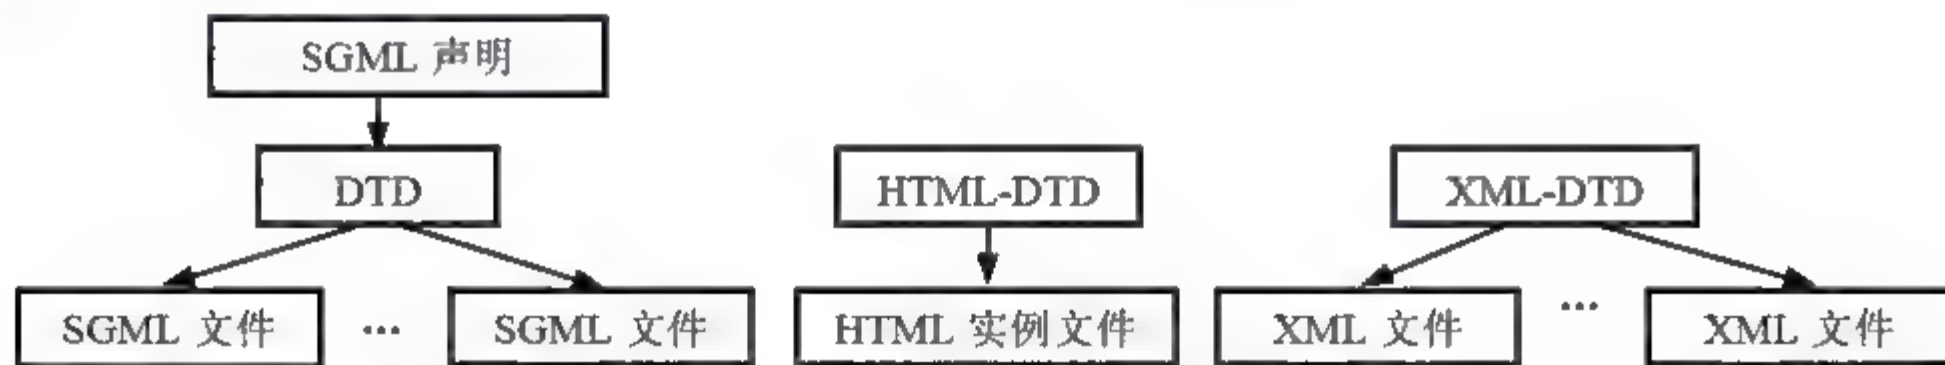 SGML 声明
DTD
HTML-DTD
XML-DTD
SGML 文件
...
SGML 文件
HTML 实例文件
XML 文件
...
XML 文件